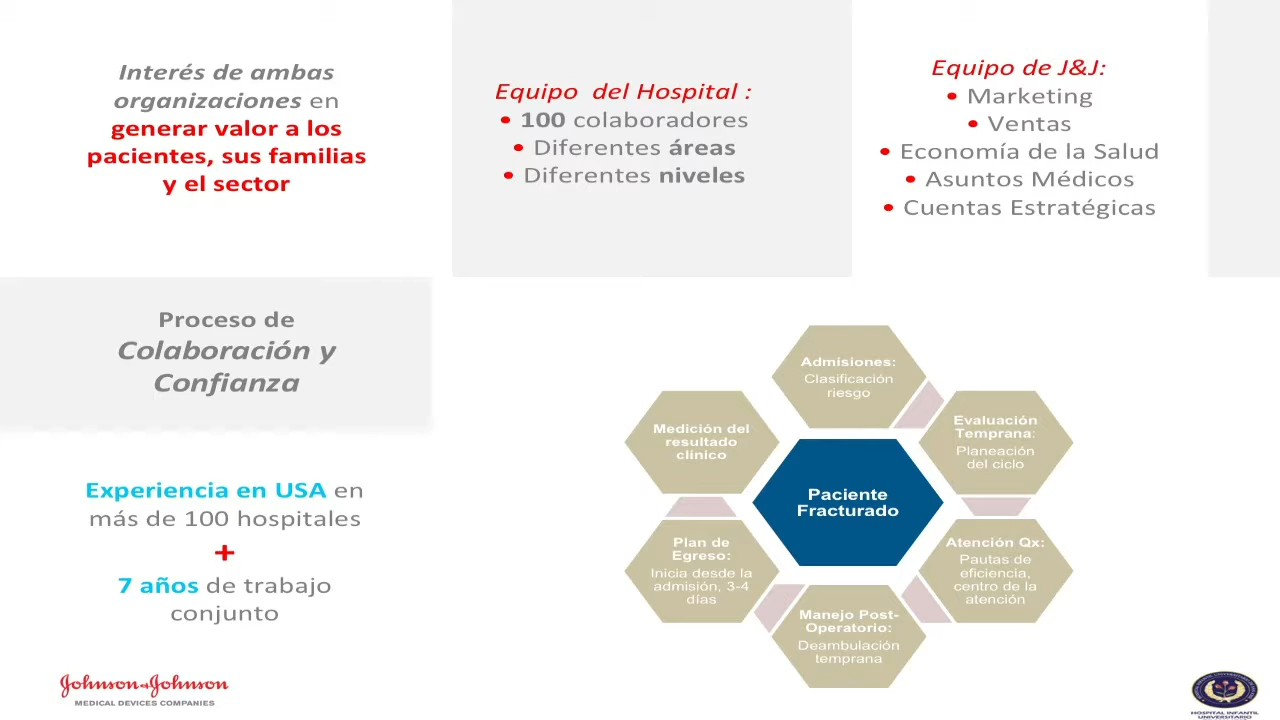 Interés de ambas
organizaciones en
generar valor a los
pacientes, sus familias
y el sector
Equipo del Hospital :
• 100 colaboradores
• Diferentes áreas
• Diferentes niveles
Equipo de J&J:
• Marketing
• Ventas
• Economía de la Salud
• Asuntos Médicos
• Cuentas Estratégicas
Proceso de
Colaboración y
Confianza
Experiencia en USA en
más de 100 hospitales
+
7 años de trabajo
conjunto
Admisiones:
Clasificación
riesgo
Evaluación
Temprana:
Planeación
del ciclo
Atención Qx:
Pautas de
eficiencia,
centro de la
atención
Manejo Post-
Operatorio:
Deambulación
temprana
Plan de
Egreso:
Inicia desde la
admisión, 3-4
días
Medición del
resultado
clínico
Paciente
Fracturado
Johnson & Johnson
MEDICAL DEVICES COMPANIES
HOSPITAL INFANTIL
UNIVERSITARIO